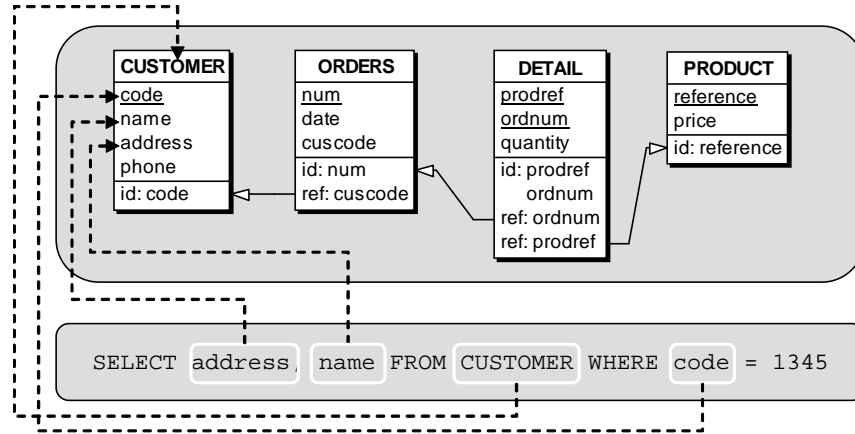 CUSTOMER
code
name
address
phone
id: code
ORDERS
num
date
cuscode
id: num
ref: cuscode
DETAIL
prodref
ordnum
quantity
id: prodref
ordnum
ref: ordnum
ref: prodref
PRODUCT
reference
price
id: reference
SELECT address, name FROM CUSTOMER WHERE code = 1345